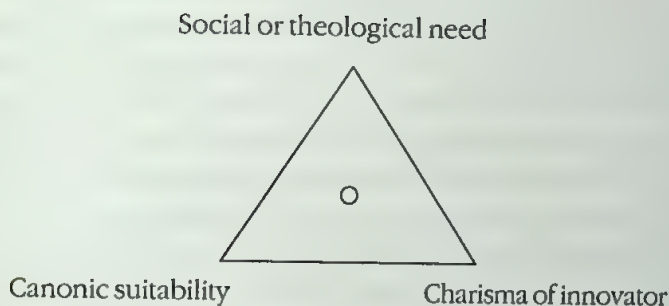 Social or theological need
Canonic suitability
Charisma of innovator